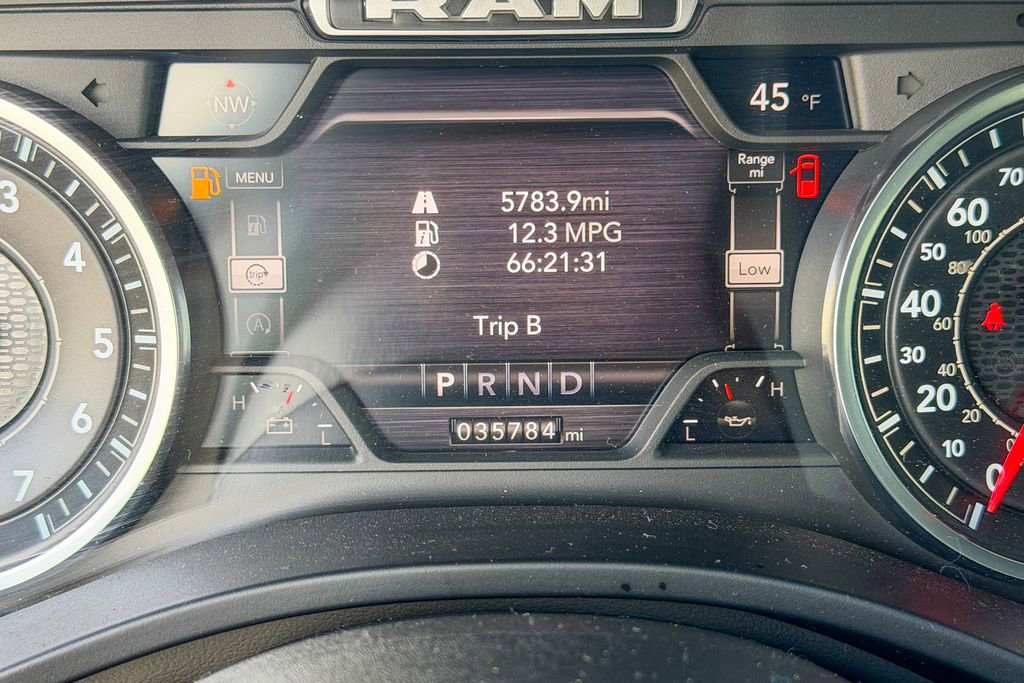 RAM
NW
45 °F
MENU
Range
mi
5783.9mi
12.3 MPG
66:21:31
trip
Low
A
Trip B
P R N D
H
L
H
L
035784 mi
3
4
5
6
7
70
60
50
40
30
20
10
0
100
80
60
40
20